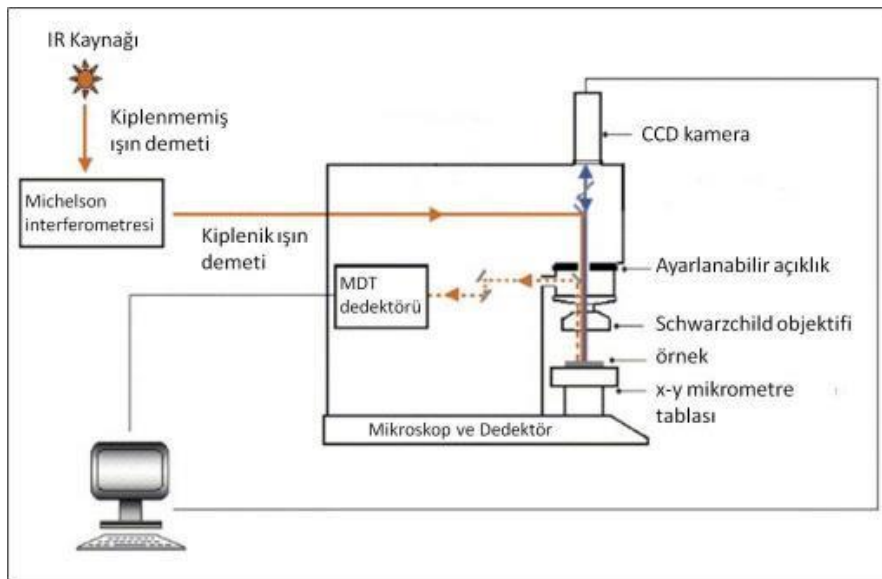 IR Kaynağı
Kiplenmemiş
ışın demeti
Michelson
interferometresi
Kiplenik ışın
demeti
MDT
dedektörü
CCD kamera
Ayarlanabilir açıklık
Schwarzchild objektifi
örnek
x-y mikrometre
tablası
Mikroskop ve Dedektör